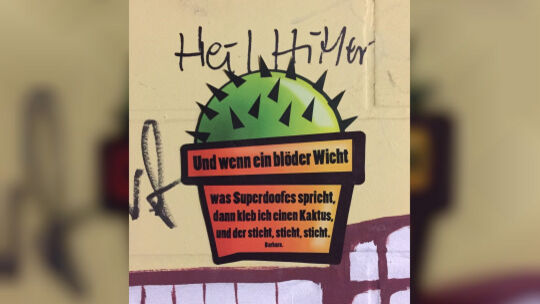 Heil Hitler
Und wenn ein blöder Wicht
was Superdoofes spricht,
dann kleb ich einen Kaktus,
und der sticht, sticht, sticht.
Barbara.